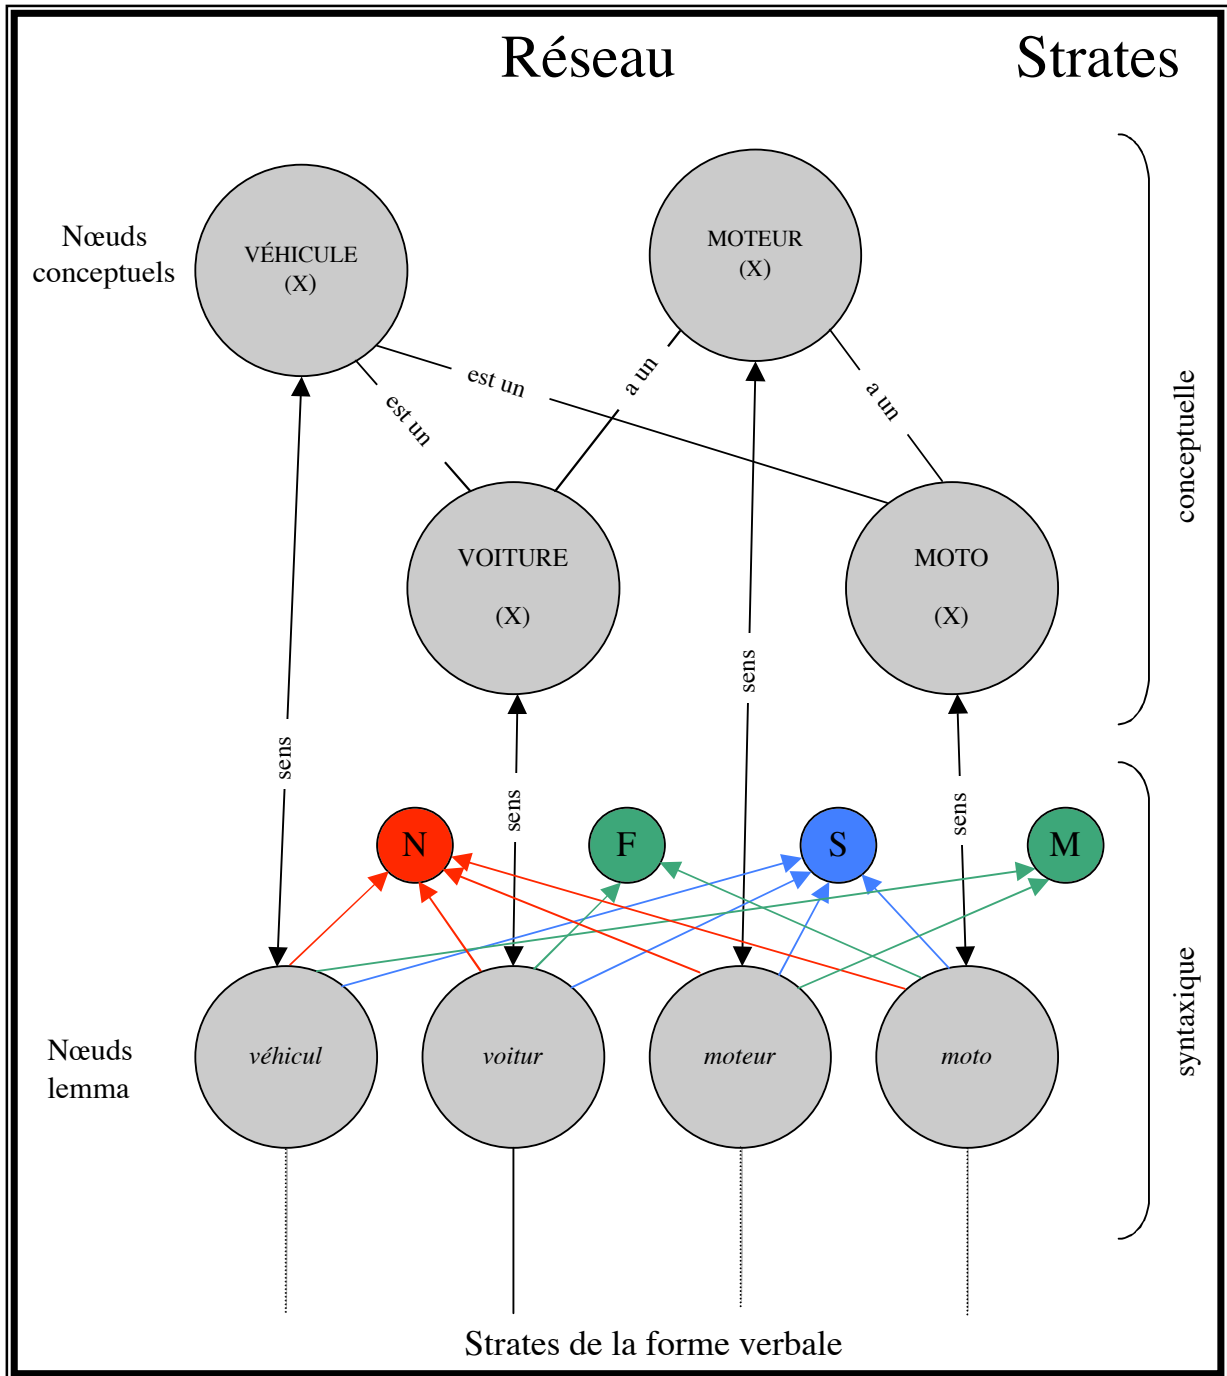 Réseau
Strates
Nœuds
conceptuels
VÉHICULE
(X)
MOTEUR
(X)
est un
est un
a un
a un
conceptuelle
VOITURE
(X)
MOTO
(X)
sens
sens
sens
sens
N
F
S
M
syntaxique
Nœuds
lemma
véhicul
voitur
moteur
moto
Strates de la forme verbale